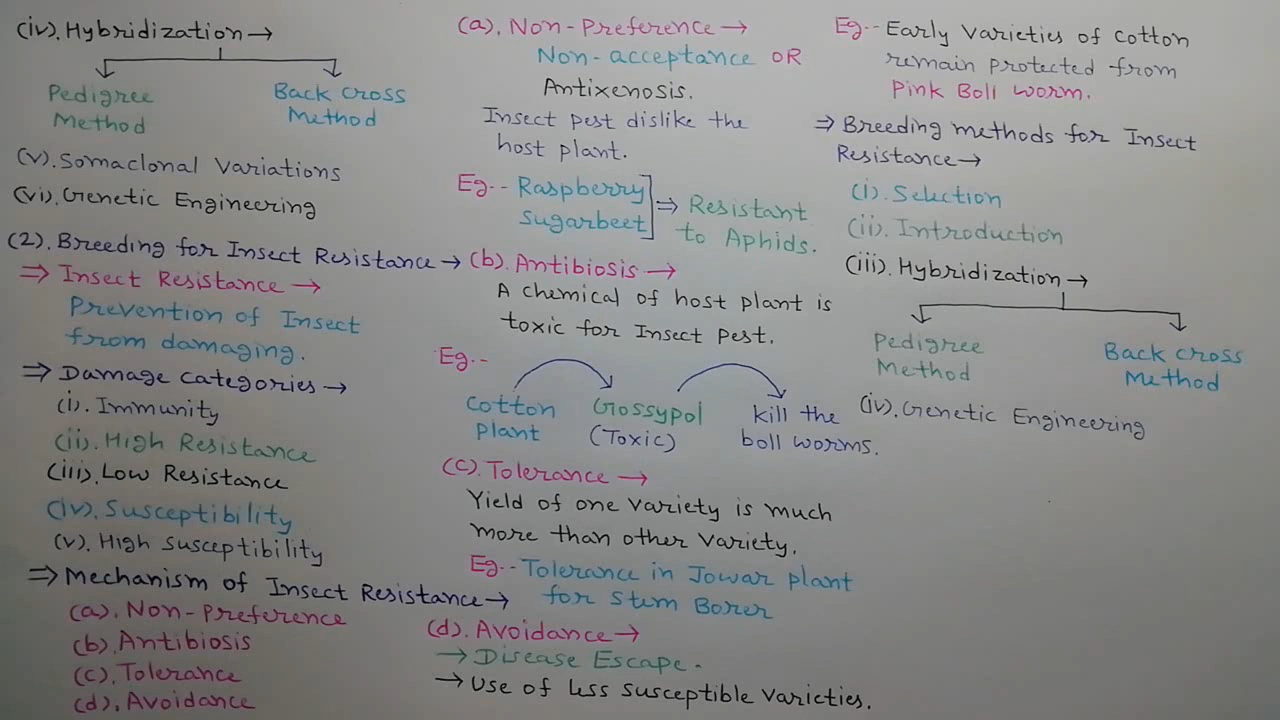 (iv). Hybridization →
Pedigree
Method
Back cross
Method
(v). Somaclonal Variations
(vi). Genetic Engineering
(2). Breeding for Insect Resistance →
⇒ Insect Resistance →
Prevention of Insect
from damaging.
⇒ Damage categories →
(i). Immunity
(ii). High Resistance
(iii). Low Resistance
(iv). Susceptibility
(v). High Susceptibility
⇒ Mechanism of Insect Resistance →
(a). Non-Preference
(b). Antibiosis
(c). Tolerance
(d). Avoidance
(a). Non-Preference →
Non-acceptance OR
Antixenosis.
Insect pest dislike the
host plant.
Eg.- Raspberry
Sugarbeet
⇒ Resistant
to Aphids.
(b). Antibiosis →
A chemical of host plant is
toxic for Insect Pest.
Eg.-
Cotton
plant
Gossypol
(Toxic)
kill the
boll worms.
(c). Tolerance →
Yield of one variety is much
more than other variety.
Eg.- Tolerance in Jowar plant
for Stem Borer
(d). Avoidance →
→ Disease Escape.
→ Use of less susceptible varieties.
Eg.- Early Varieties of cotton
remain protected from
Pink Boll worm.
⇒ Breeding methods for Insect
Resistance →
(i). Selection
(ii). Introduction
(iii). Hybridization →
Pedigree
Method
Back cross
Method
(iv). Genetic Engineering